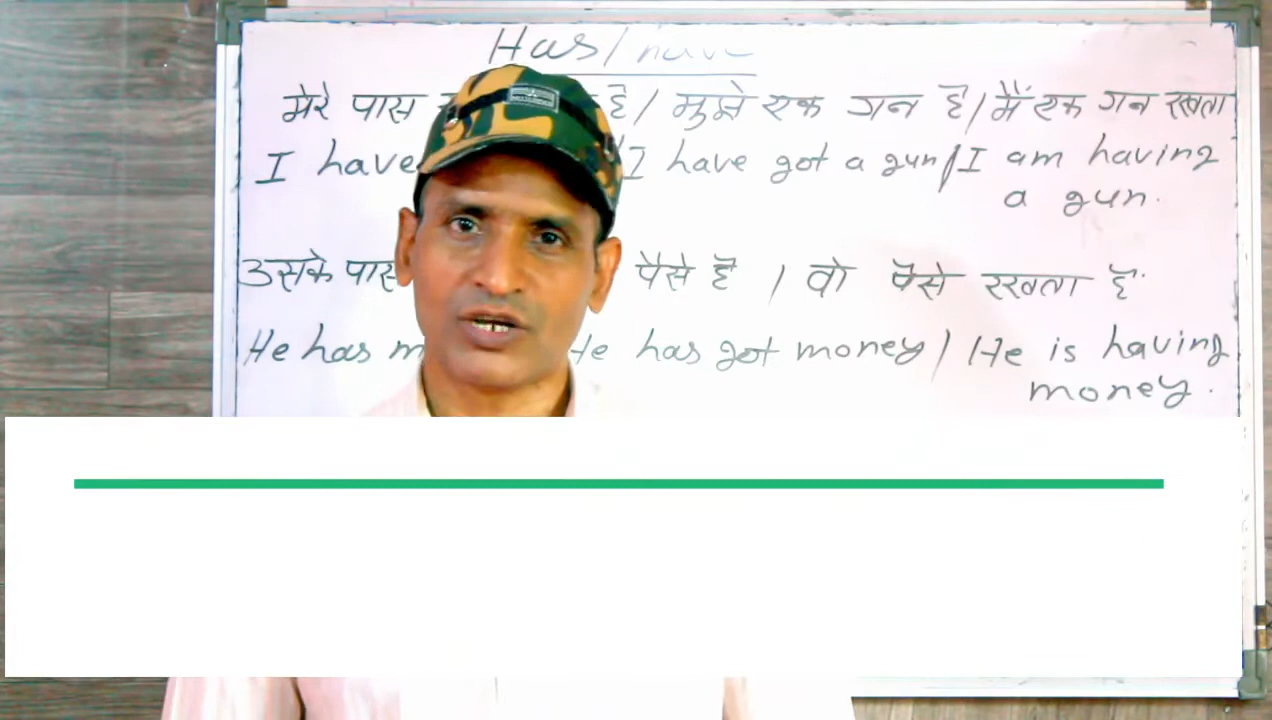 Has/have
मेरे पास है / मुझे एक गन है / मैं एक गन रखता
I have I have got a gun / I am having
a gun.
उसके पास पैसे है / वो पैसे रखता है.
He has He has got money / He is having
money.